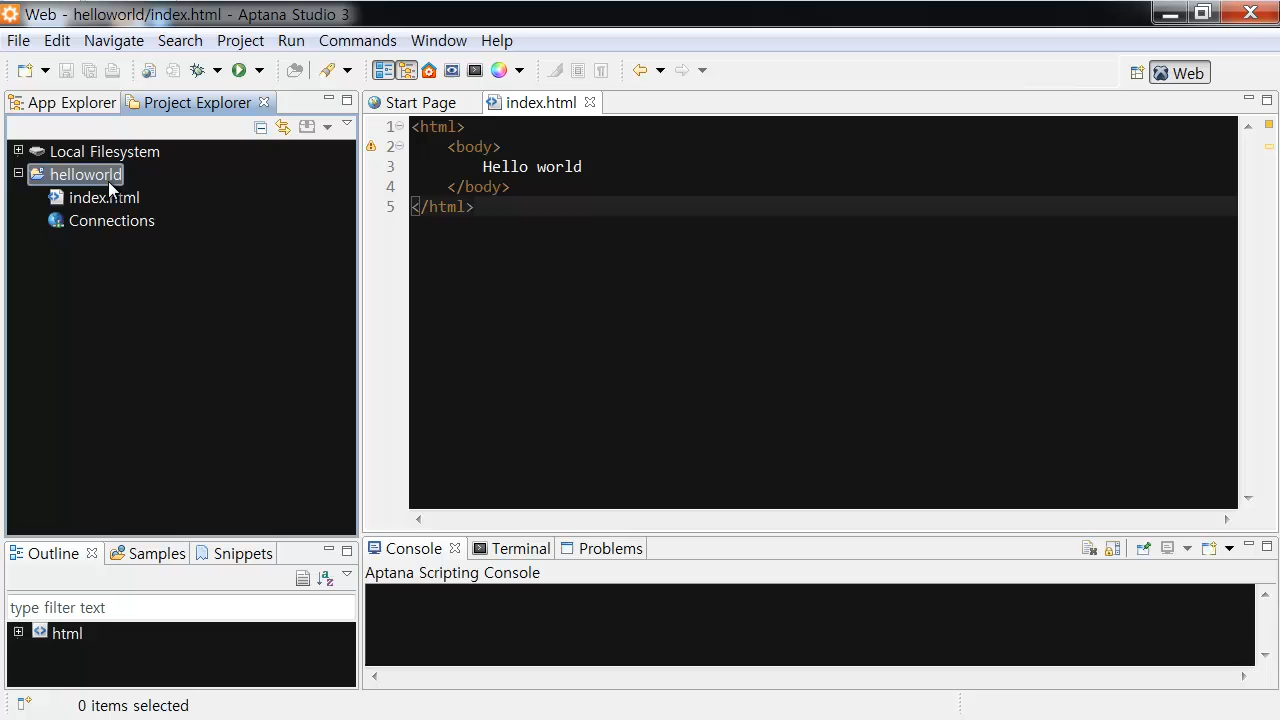 Web - helloworld/index.html - Aptana Studio 3
File Edit Navigate Search Project Run Commands Window Help
Web
App Explorer Project Explorer
Start Page index.html
Local Filesystem
helloworld
index.html
Connections
1 <html>
2 <body>
3 Hello world
4 </body>
5 </html>
Outline Samples Snippets
type filter text
html
Console Terminal Problems
Aptana Scripting Console
0 items selected